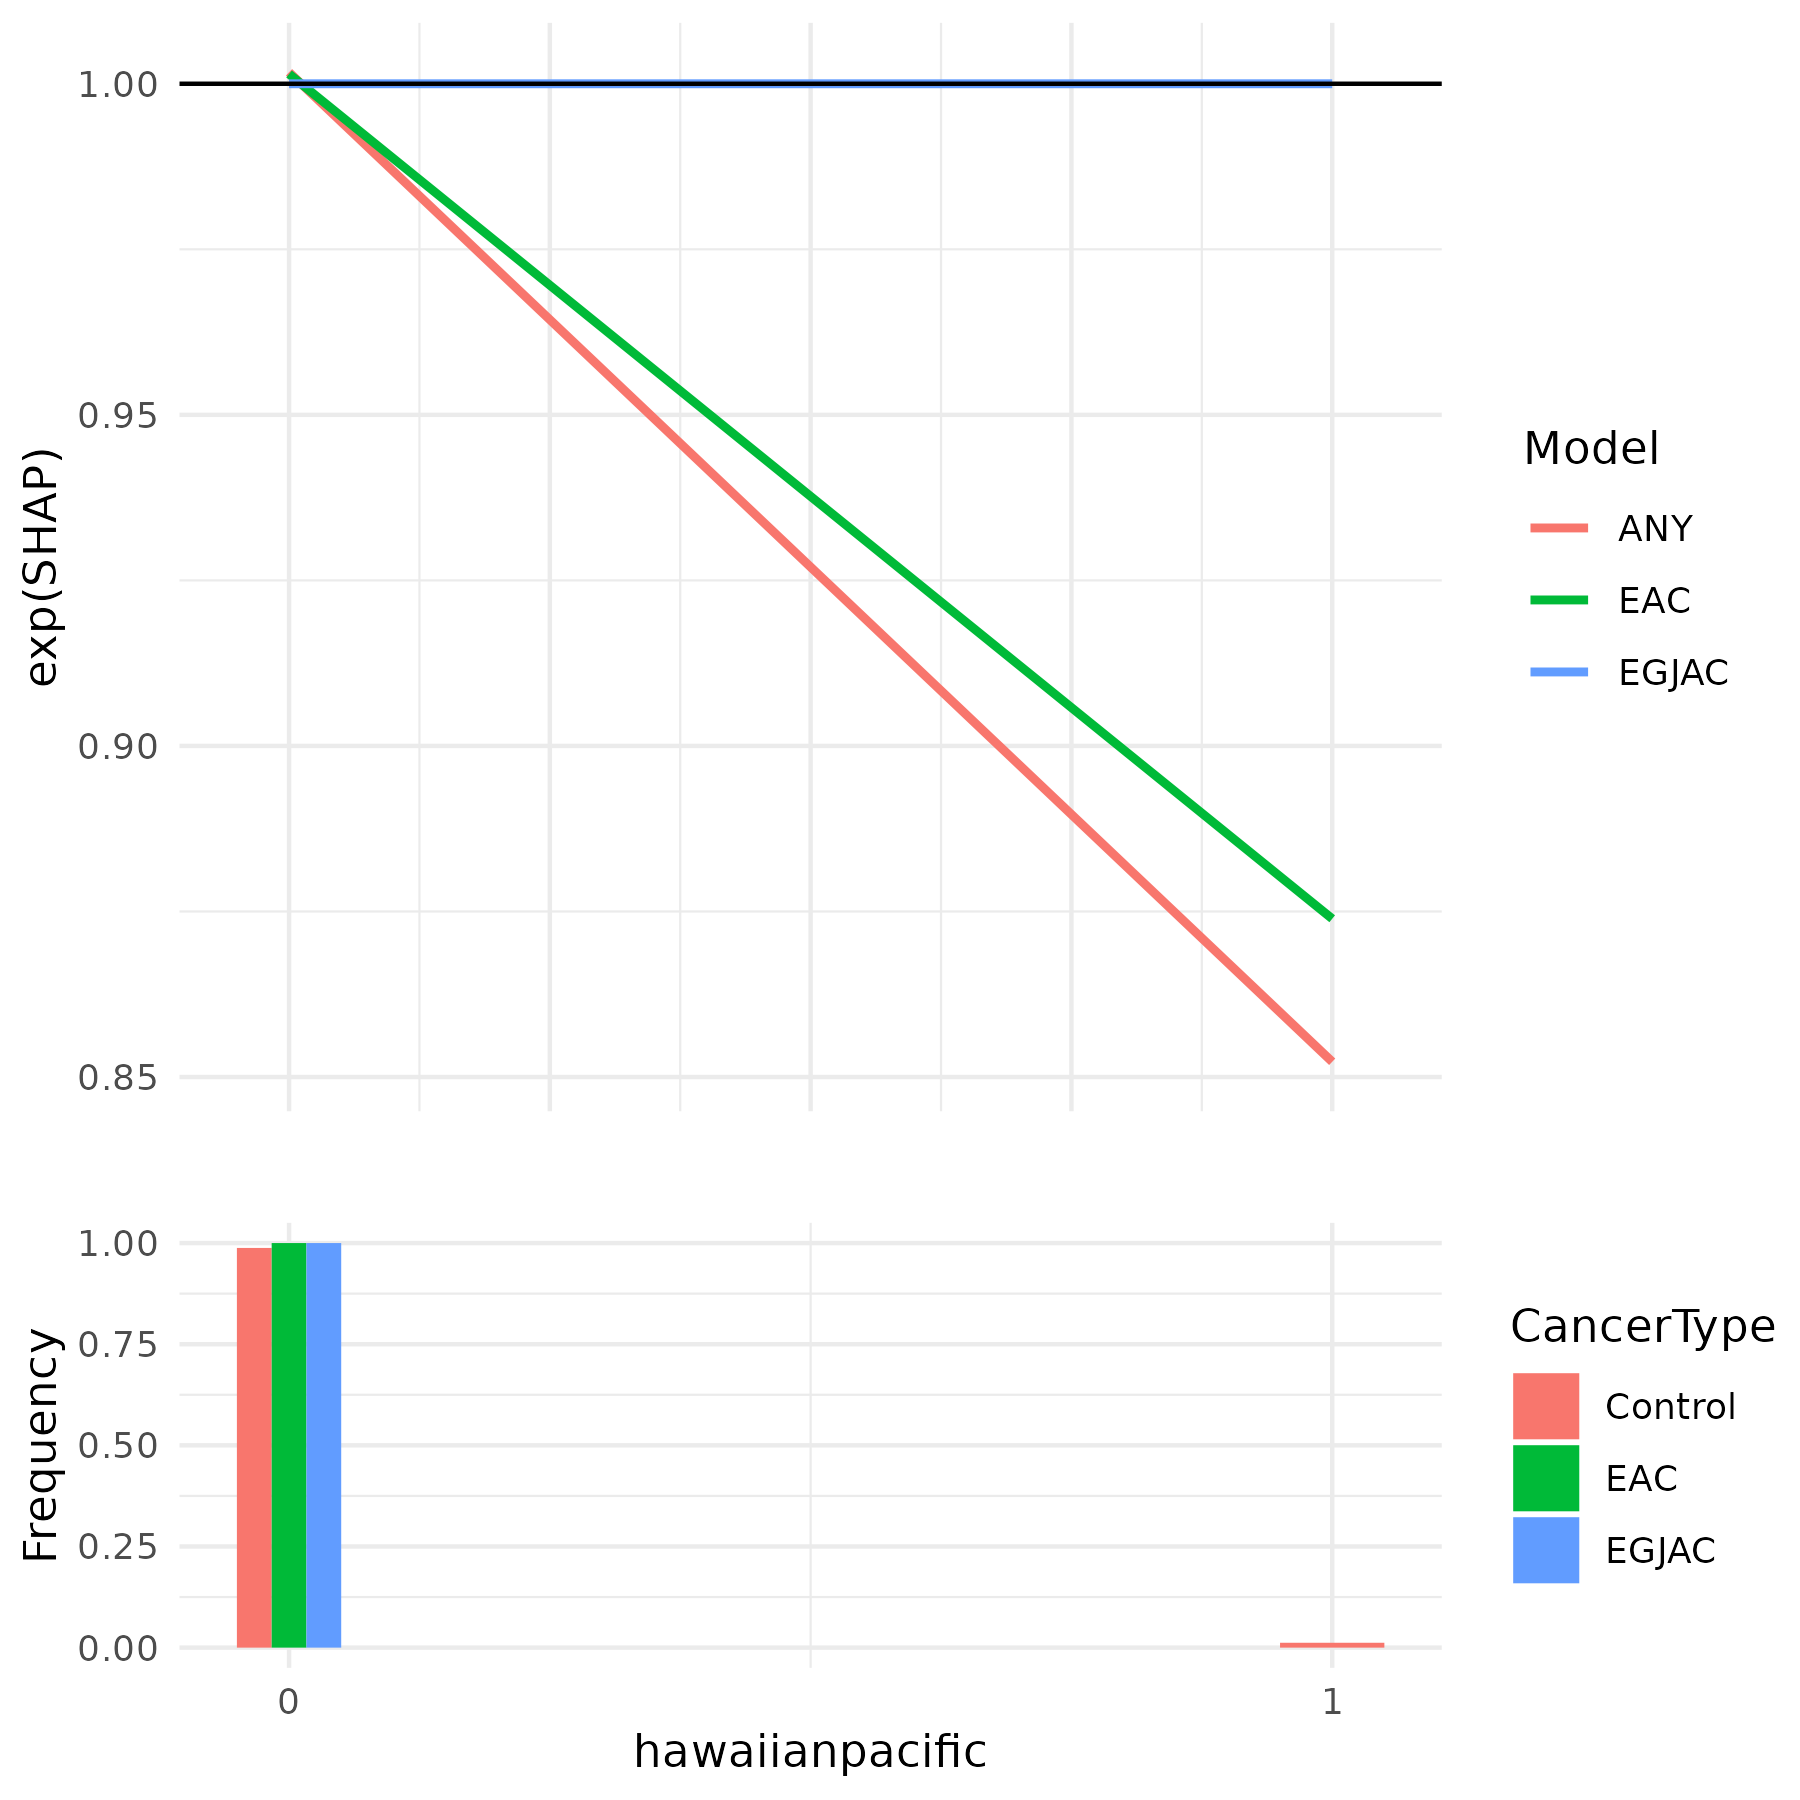 1.00
0.95
0.90
0.85
exp(SHAP)
Model
ANY
EAC
EGJAC
1.00
0.75
0.50
0.25
0.00
Frequency
0
1
hawaiianpacific
CancerType
Control
EAC
EGJAC